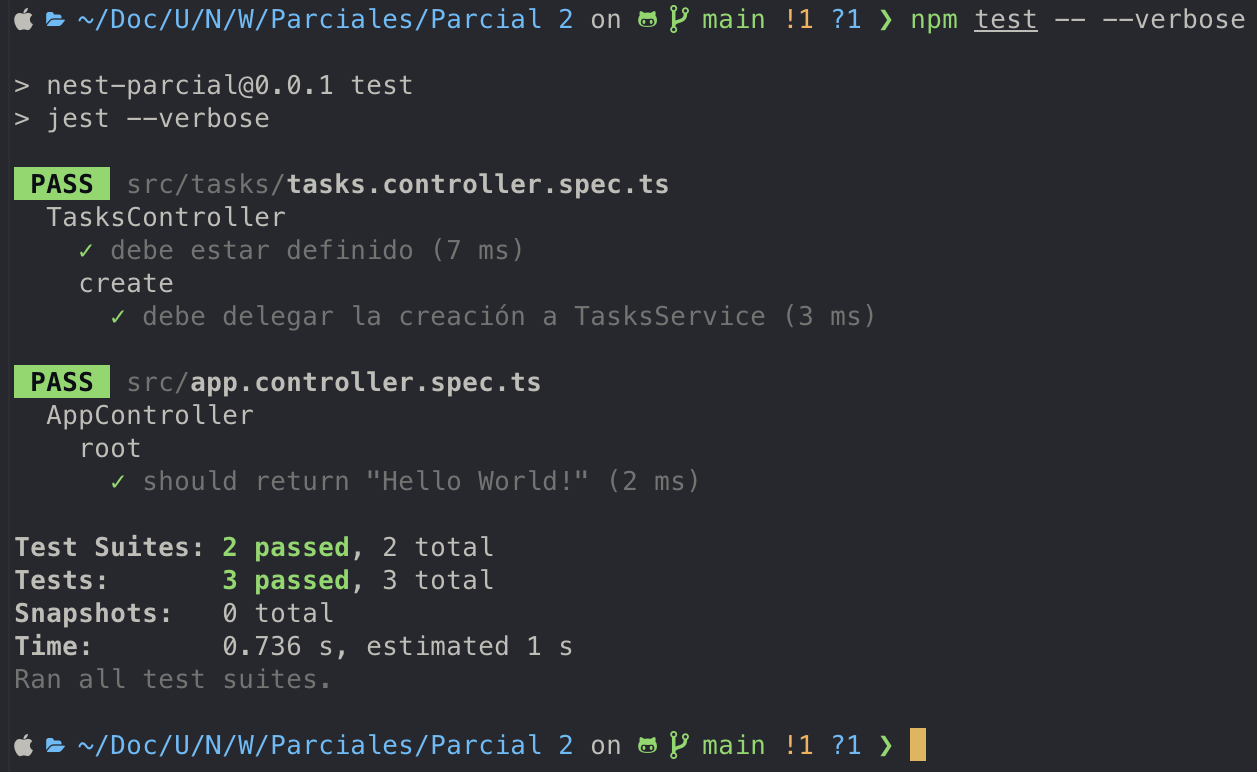 ~/Doc/U/N/W/Parciales/Parcial 2 on main !1 ?1 ❯ npm test -- --verbose
> nest-parcial@0.0.1 test
> jest --verbose
PASS src/tasks/tasks.controller.spec.ts
TasksController
✓ debe estar definido (7 ms)
create
✓ debe delegar la creación a TasksService (3 ms)
PASS src/app.controller.spec.ts
AppController
root
✓ should return "Hello World!" (2 ms)
Test Suites: 2 passed, 2 total
Tests: 3 passed, 3 total
Snapshots: 0 total
Time: 0.736 s, estimated 1 s
Ran all test suites.
~/Doc/U/N/W/Parciales/Parcial 2 on main !1 ?1 ❯